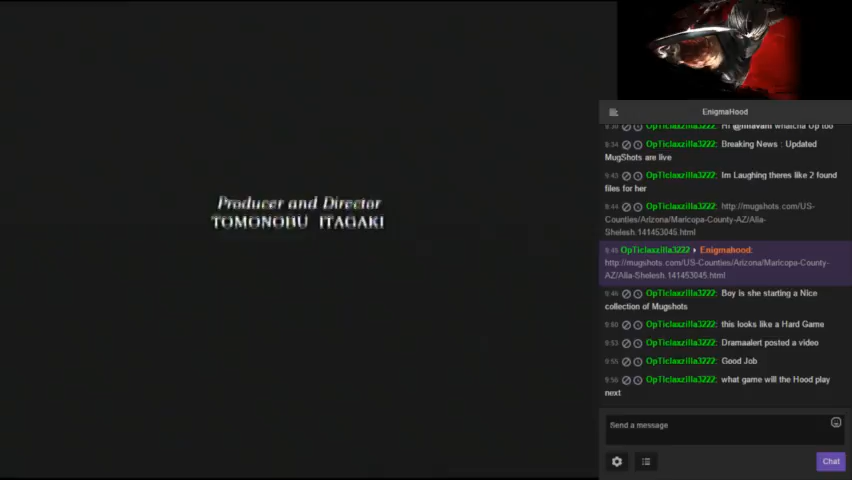 Producer and Director
TOMONOBU ITAGAKI
EnigmaHood
OpTiclaxzilla3222: Hi whatcha Up too
9:34 OpTiclaxzilla3222: Breaking News : Updated
MugShots are live
9:43 OpTiclaxzilla3222: Im Laughing theres like 2 found
files for her
9:44 OpTiclaxzilla3222: http://mugshots.com/US-
Counties/Arizona/Maricopa-County-AZ/Alia-
Shelesh.141453045.html
9:45 OpTiclaxzilla3222 ▸ Enigmahood:
http://mugshots.com/US-Counties/Arizona/Maricopa-County-
AZ/Alia-Shelesh.141453045.html
9:46 OpTiclaxzilla3222: Boy is she starting a Nice
collection of Mugshots
9:50 OpTiclaxzilla3222: this looks like a Hard Game
9:53 OpTiclaxzilla3222: Dramaalert posted a video
9:55 OpTiclaxzilla3222: Good Job
9:56 OpTiclaxzilla3222: what game will the Hood play
next
Send a message
Chat